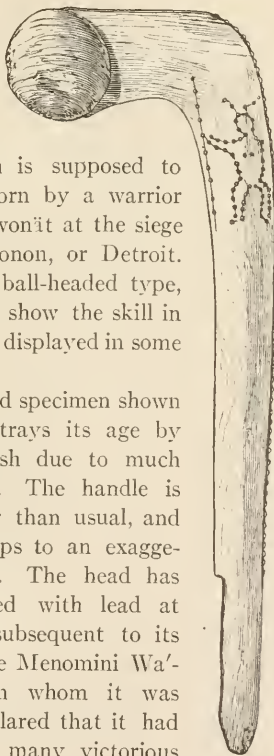 n is supposed to
orn by a warrior
won'it at the siege
onon, or Detroit.
ball-headed type,
show the skill in
displayed in some
d specimen shown
trays its age by
sh due to much
The handle is
r than usual, and
ps to an exagge-
The head has
ed with lead at
subsequent to its
e Menomini Wa'-
n whom it was
lared that it had
many victorious